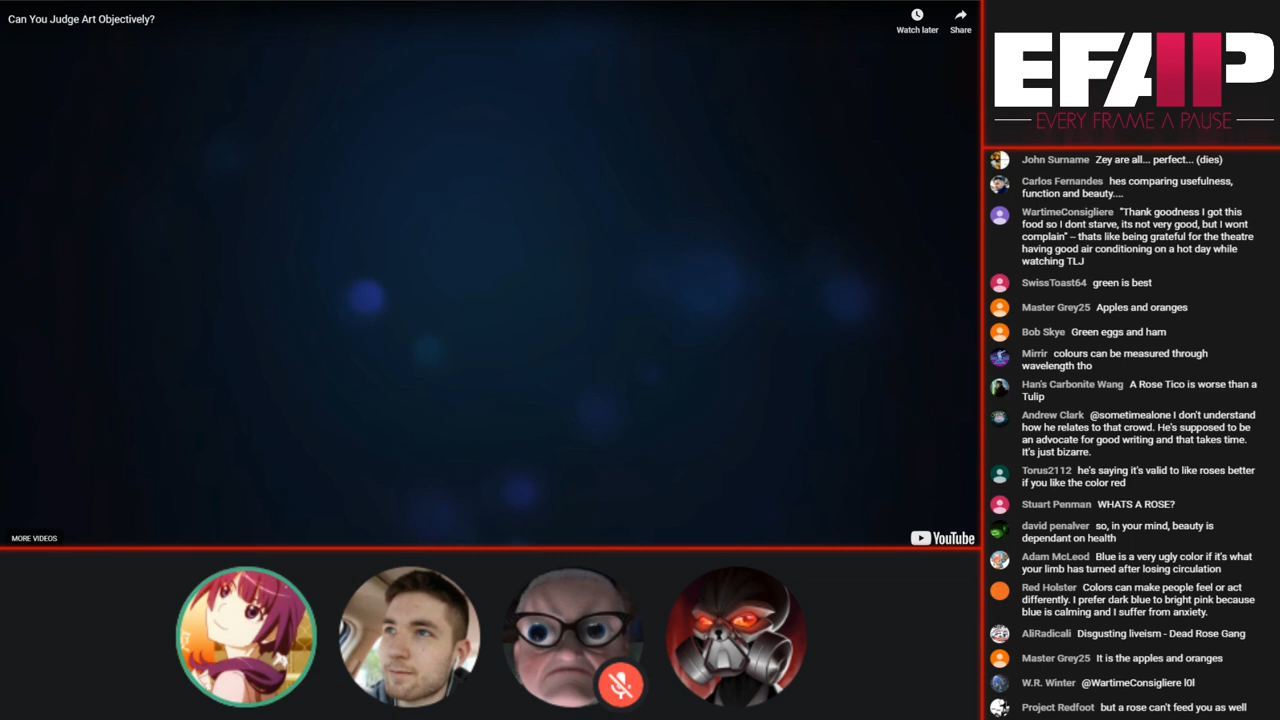 Can You Judge Art Objectively?
Watch later
Share
MORE VIDEOS
YouTube
EFAP
EVERY FRAME A PAUSE
John Surname Zey are all... perfect... (dies)
Carlos Fernandes hes comparing usefulness,
function and beauty....
WartimeConsigliere "Thank goodness I got this
food so I dont starve, its not very good, but I wont
complain" -- thats like being grateful for the theatre
having good air conditioning on a hot day while
watching TLJ
SwissToast64 green is best
Master Grey25 Apples and oranges
Bob Skye Green eggs and ham
Mirrir colours can be measured through
wavelength tho
Han's Carbonite Wang A Rose Tico is worse than a
Tulip
Andrew Clark @sometimealone I don't understand
how he relates to that crowd. He's supposed to be
an advocate for good writing and that takes time.
It's just bizarre.
Torus2112 he's saying it's valid to like roses better
if you like the color red
Stuart Penman WHATS A ROSE?
david penalver so, in your mind, beauty is
dependant on health
Adam McLeod Blue is a very ugly color if it's what
your limb has turned after losing circulation
Red Holster Colors can make people feel or act
differently. I prefer dark blue to bright pink because
blue is calming and I suffer from anxiety.
AliRadicali Disgusting liveism - Dead Rose Gang
Master Grey25 It is the apples and oranges
W.R. Winter @WartimeConsigliere l0l
Project Redfoot but a rose can't feed you as well